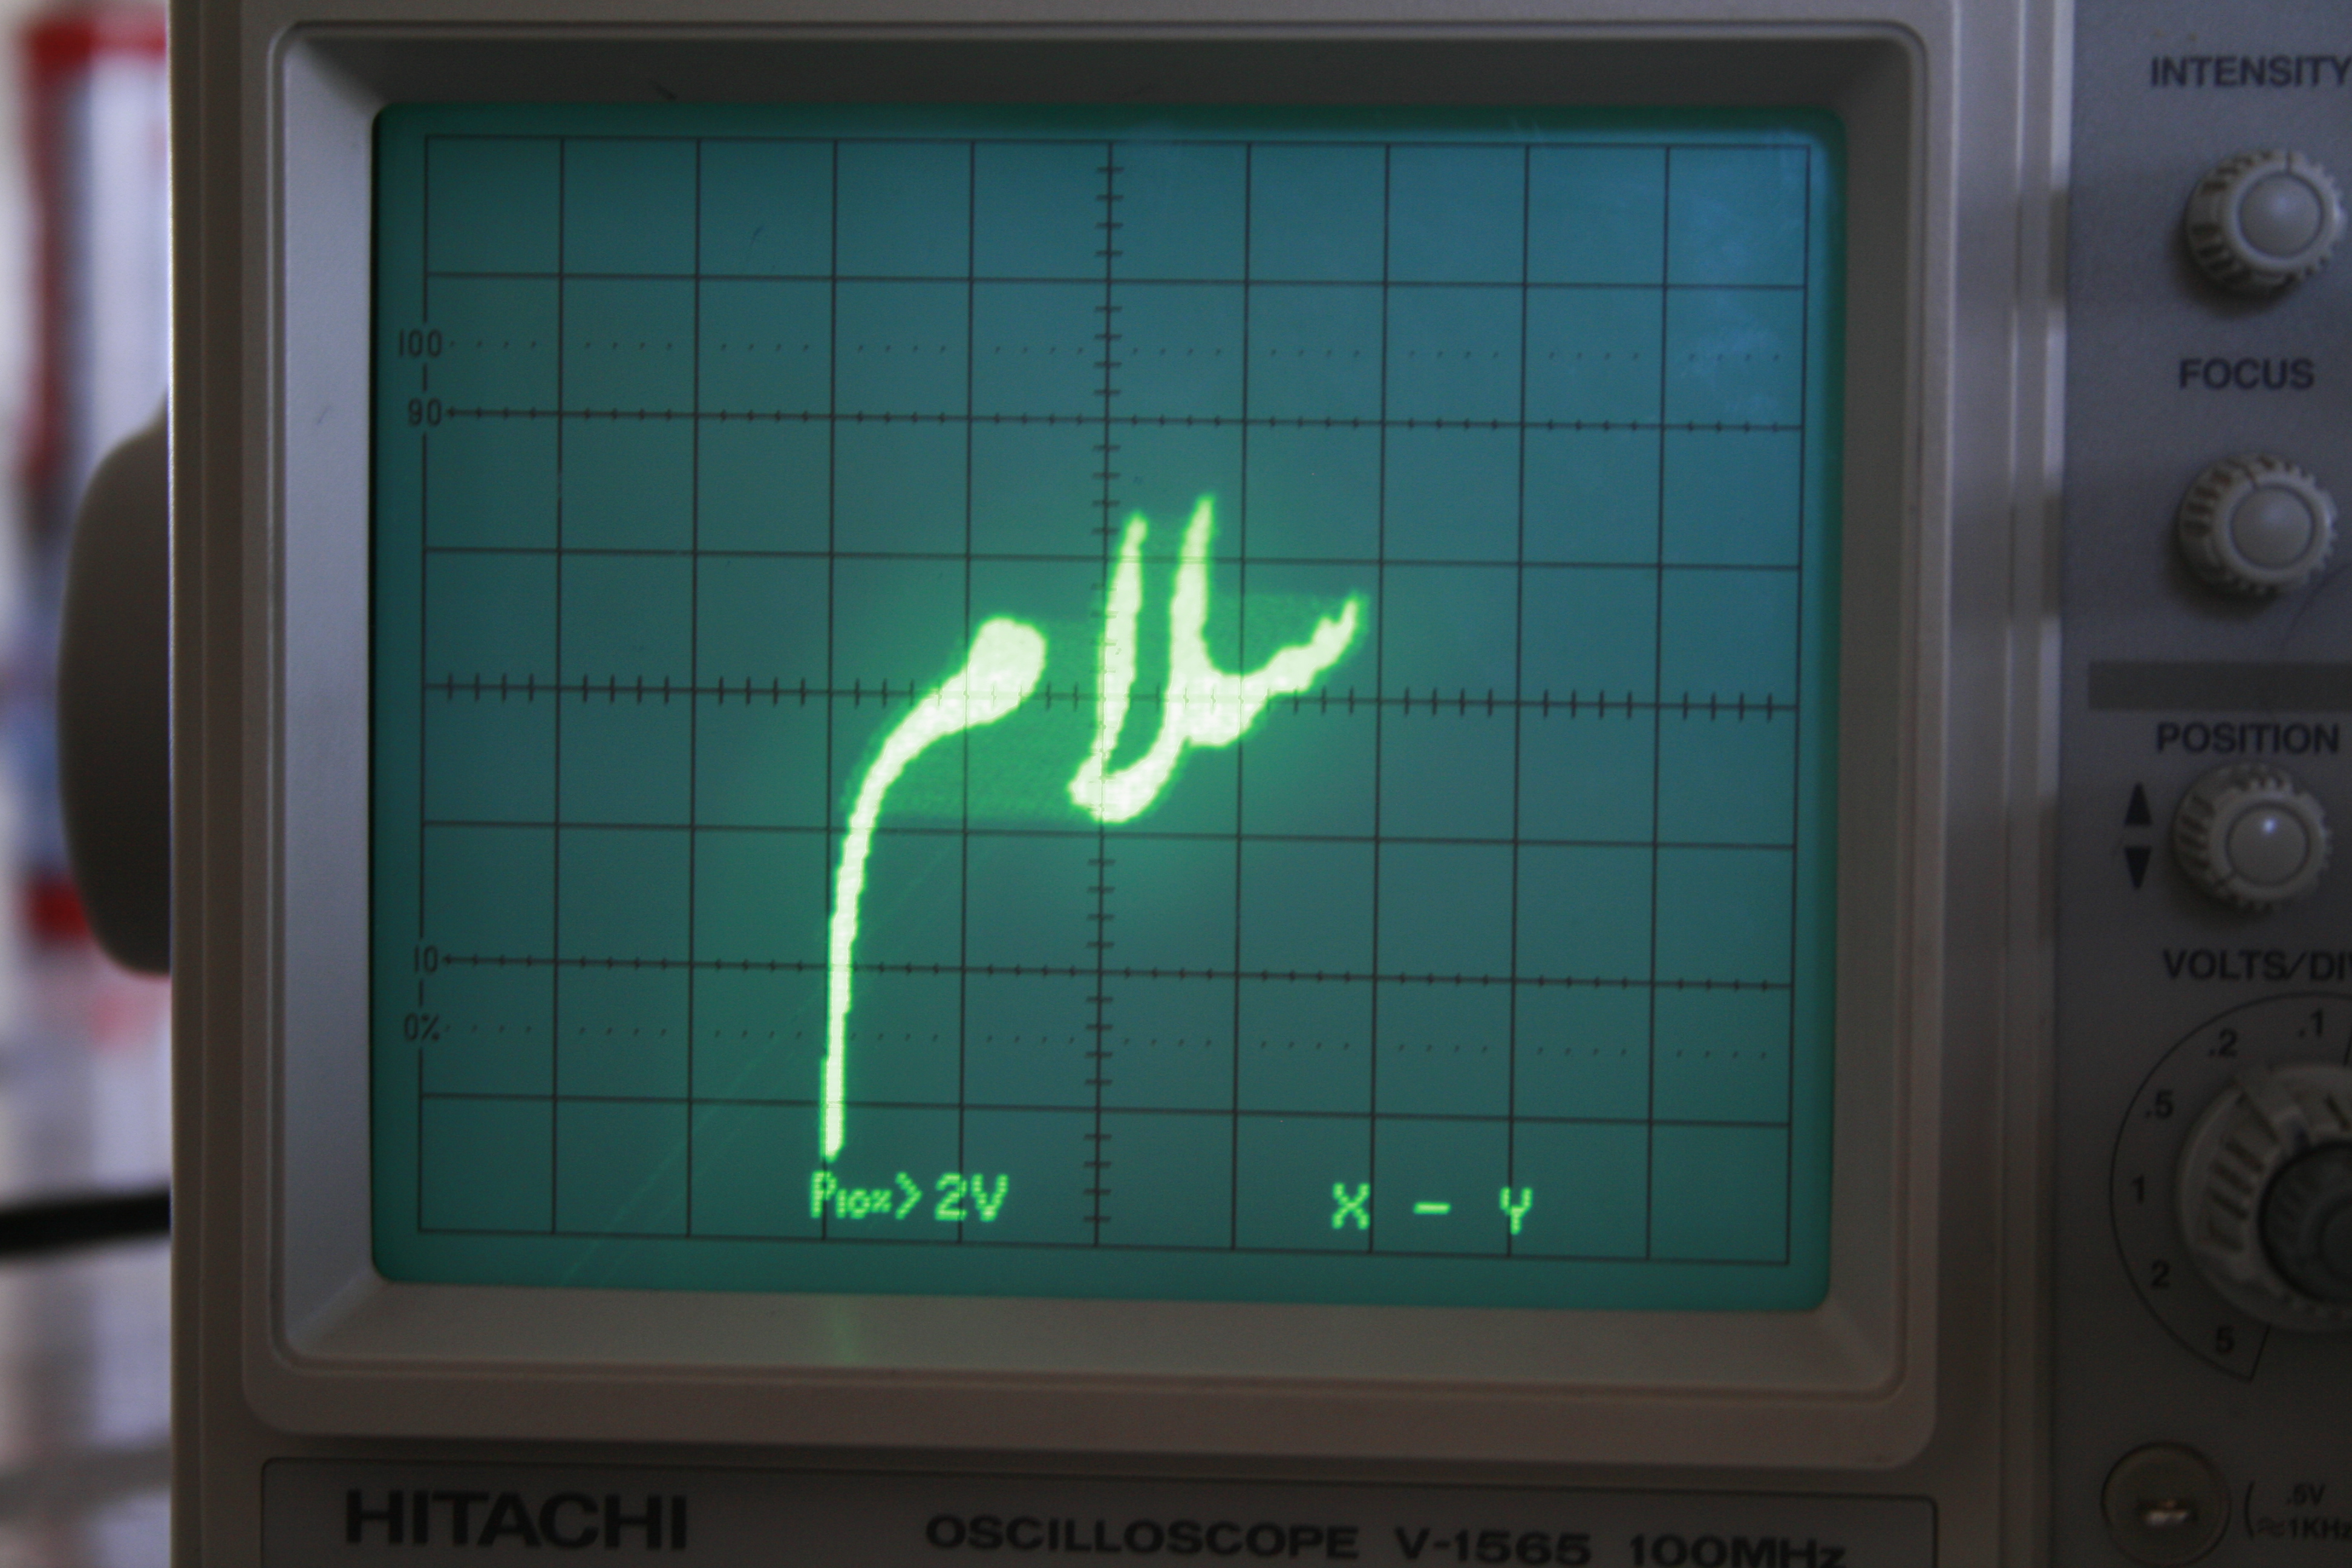 INTENSITY
100
90
FOCUS
سلام
POSITION
VOLTS/DIV
10
0%
.1
.2
.5
1
2
5
P10%> 2V X - Y
HITACHI
OSCILLOSCOPE V-1565 100MHz
.5V
≈1KHz